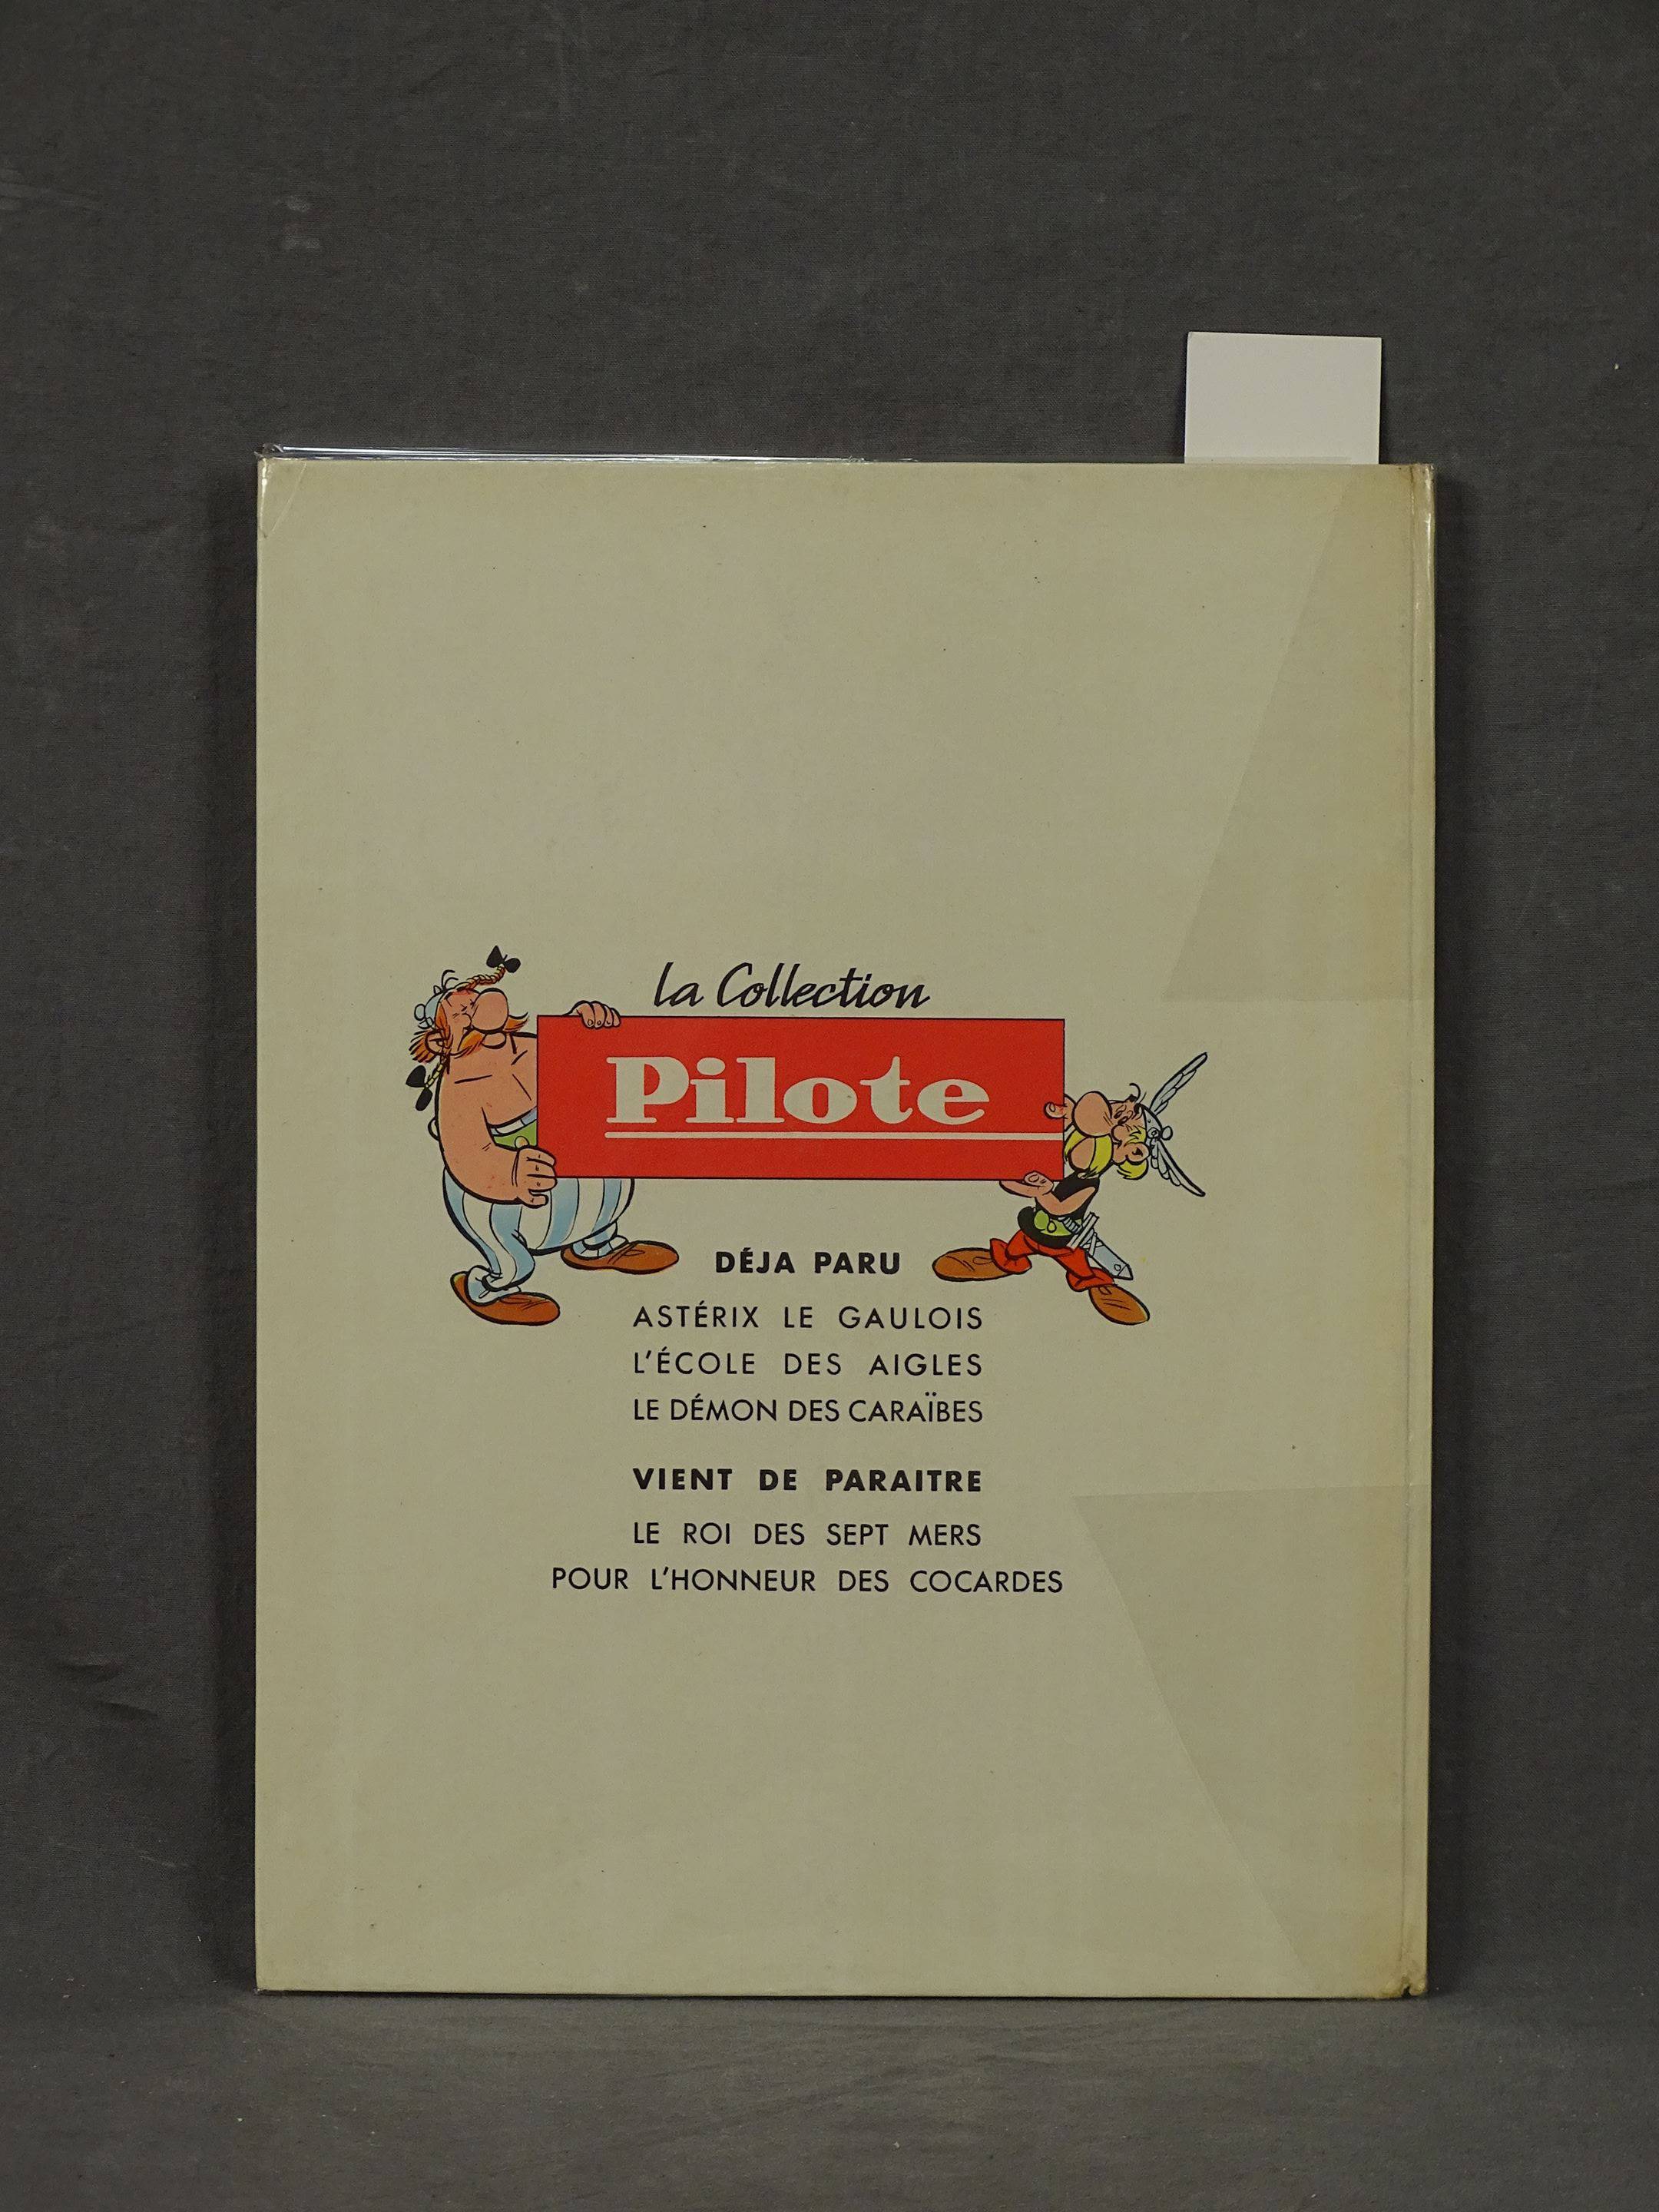 la Collection
Pilote
DÉJA PARU
ASTÉRIX LE GAULOIS
L'ÉCOLE DES AIGLES
LE DÉMON DES CARAÏBES
VIENT DE PARAITRE
LE ROI DES SEPT MERS
POUR L'HONNEUR DES COCARDES